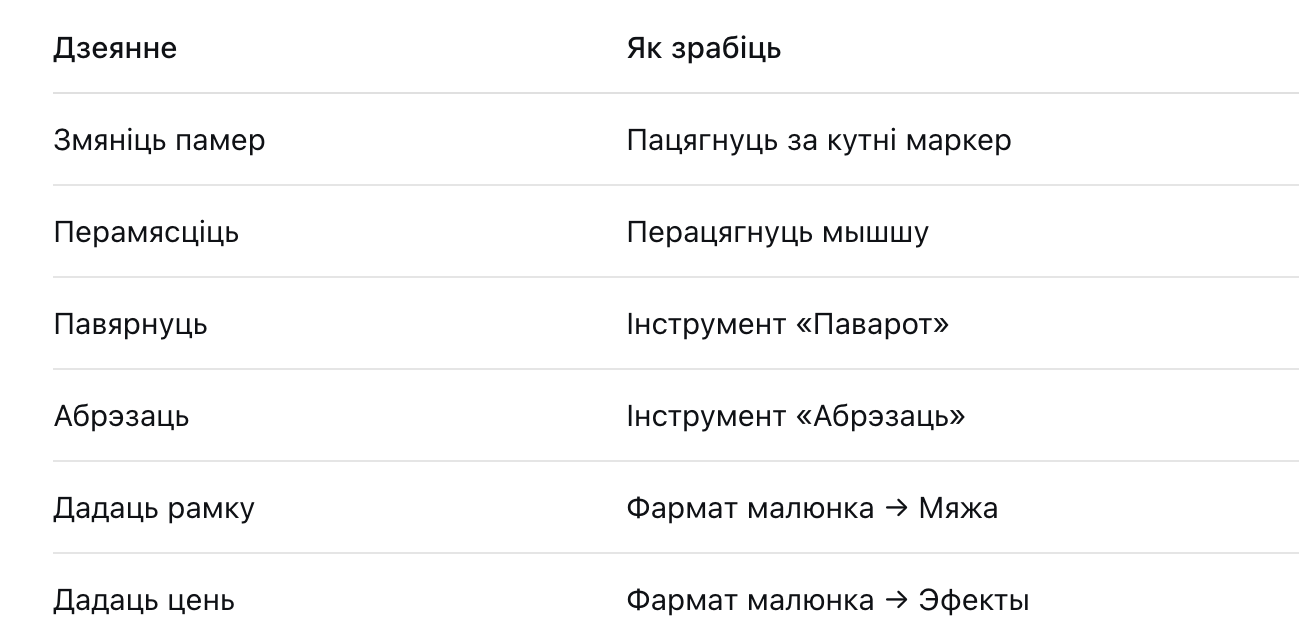 Дзеянне Як зрабіць
Змяніць памер Пацягнуць за кутні маркер
Перамясціць Перацягнуць мышшу
Павярнуць Інструмент «Паварот»
Абрэзаць Інструмент «Абрэзаць»
Дадаць рамку Фармат малюнка → Мяжа
Дадаць цень Фармат малюнка → Эфекты